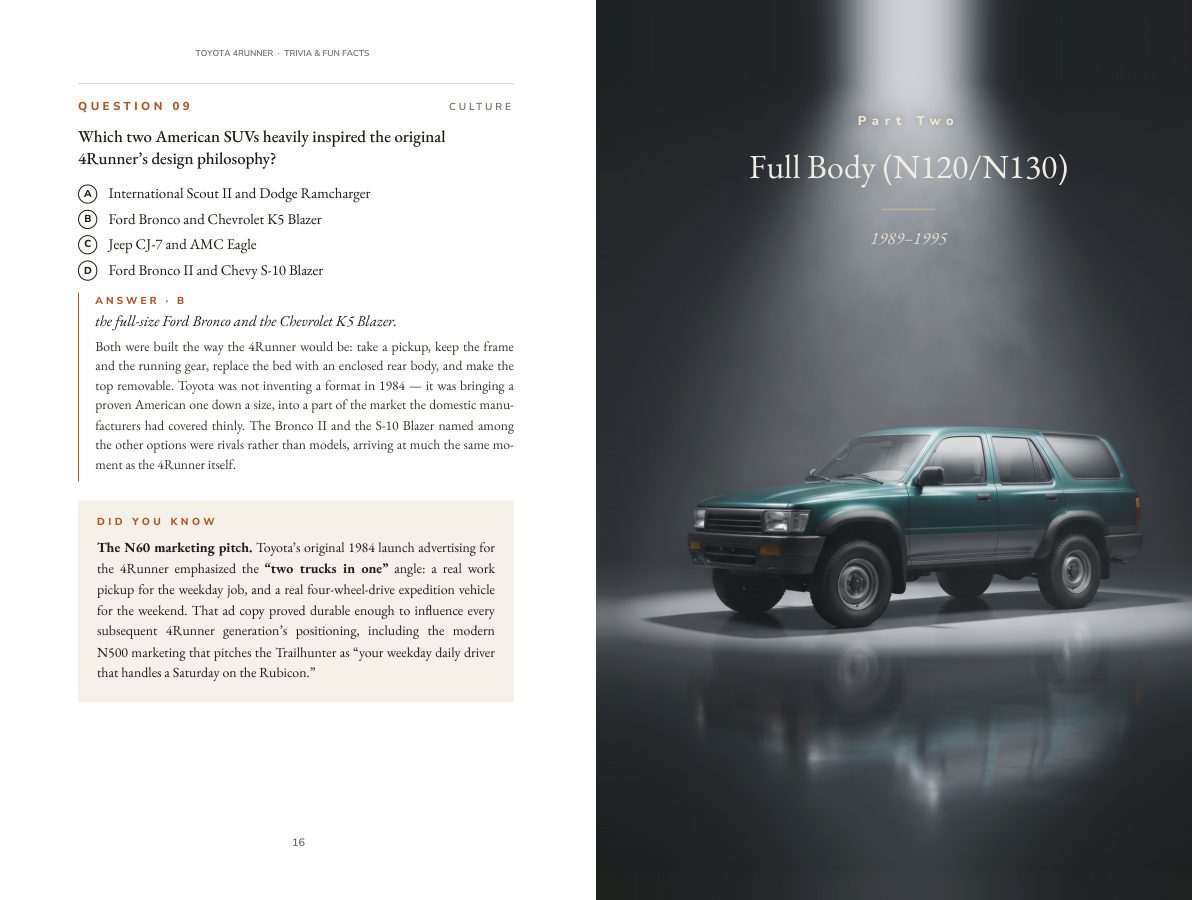 TOYOTA 4RUNNER · TRIVIA & FUN FACTS
QUESTION 09
CULTURE
Which two American SUVs heavily inspired the original
4Runner’s design philosophy?
A International Scout II and Dodge Ramcharger
B Ford Bronco and Chevrolet K5 Blazer
C Jeep CJ-7 and AMC Eagle
D Ford Bronco II and Chevy S-10 Blazer
ANSWER · B
the full-size Ford Bronco and the Chevrolet K5 Blazer.
Both were built the way the 4Runner would be: take a pickup, keep the frame
and the running gear, replace the bed with an enclosed rear body, and make the
top removable. Toyota was not inventing a format in 1984 — it was bringing a
proven American one down a size, into a part of the market the domestic manu-
facturers had covered thinly. The Bronco II and the S-10 Blazer named among
the other options were rivals rather than models, arriving at much the same mo-
ment as the 4Runner itself.
DID YOU KNOW
The N60 marketing pitch. Toyota’s original 1984 launch advertising for
the 4Runner emphasized the “two trucks in one” angle: a real work
pickup for the weekday job, and a real four-wheel-drive expedition vehicle
for the weekend. That ad copy proved durable enough to influence every
subsequent 4Runner generation’s positioning, including the modern
N500 marketing that pitches the Trailhunter as “your weekday daily driver
that handles a Saturday on the Rubicon.”
16
Part Two
Full Body (N120/N130)
1989–1995